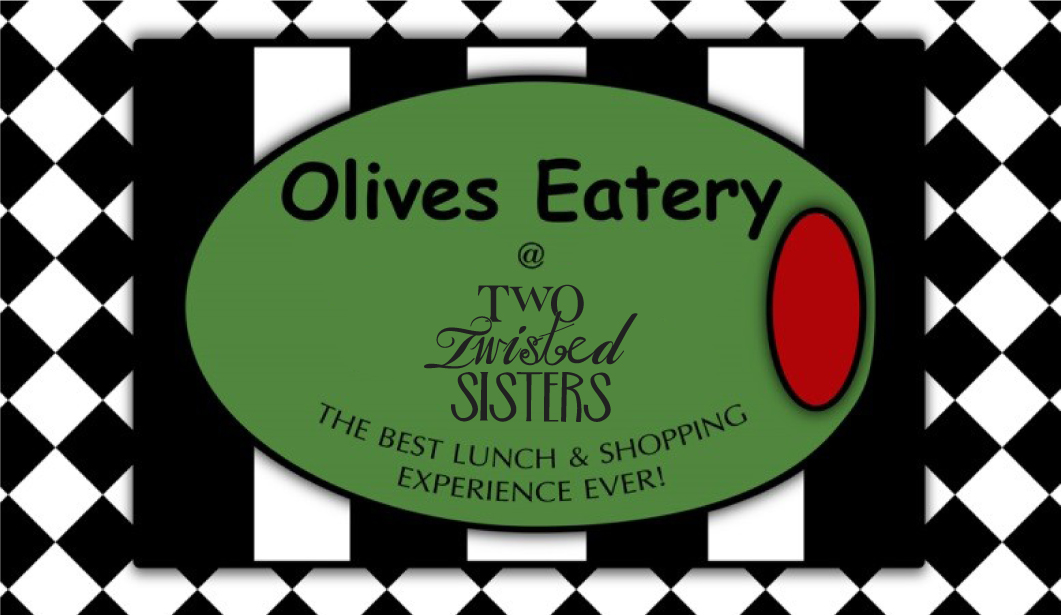 Olives Eatery
@
TWO
Twisted
SISTERS
THE BEST LUNCH & SHOPPING
EXPERIENCE EVER!